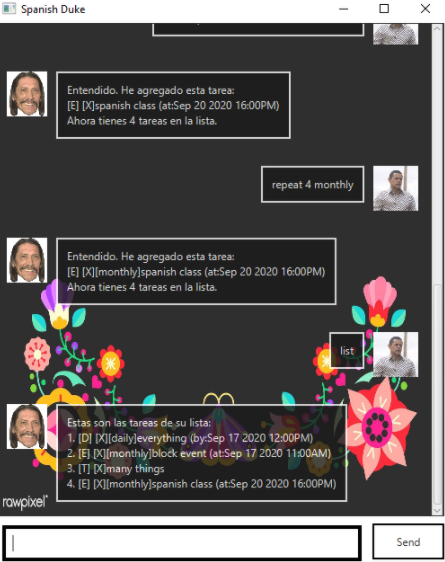 Spanish Duke
Entendido. He agregado esta tarea:
[E] [X]spanish class (at:Sep 20 2020 16:00PM)
Ahora tienes 4 tareas en la lista.
repeat 4 monthly
Entendido. He agregado esta tarea:
[E] [X][monthly]spanish class (at:Sep 20 2020 16:00PM)
Ahora tienes 4 tareas en la lista.
list
Estas son las tareas de su lista:
1. [D] [X][daily]everything (by:Sep 17 2020 12:00PM)
2. [E] [X][monthly]block event (at:Sep 17 2020 11:00AM)
3. [T] [X]many things
4. [E] [X][monthly]spanish class (at:Sep 20 2020 16:00PM)
rawpixel
Send